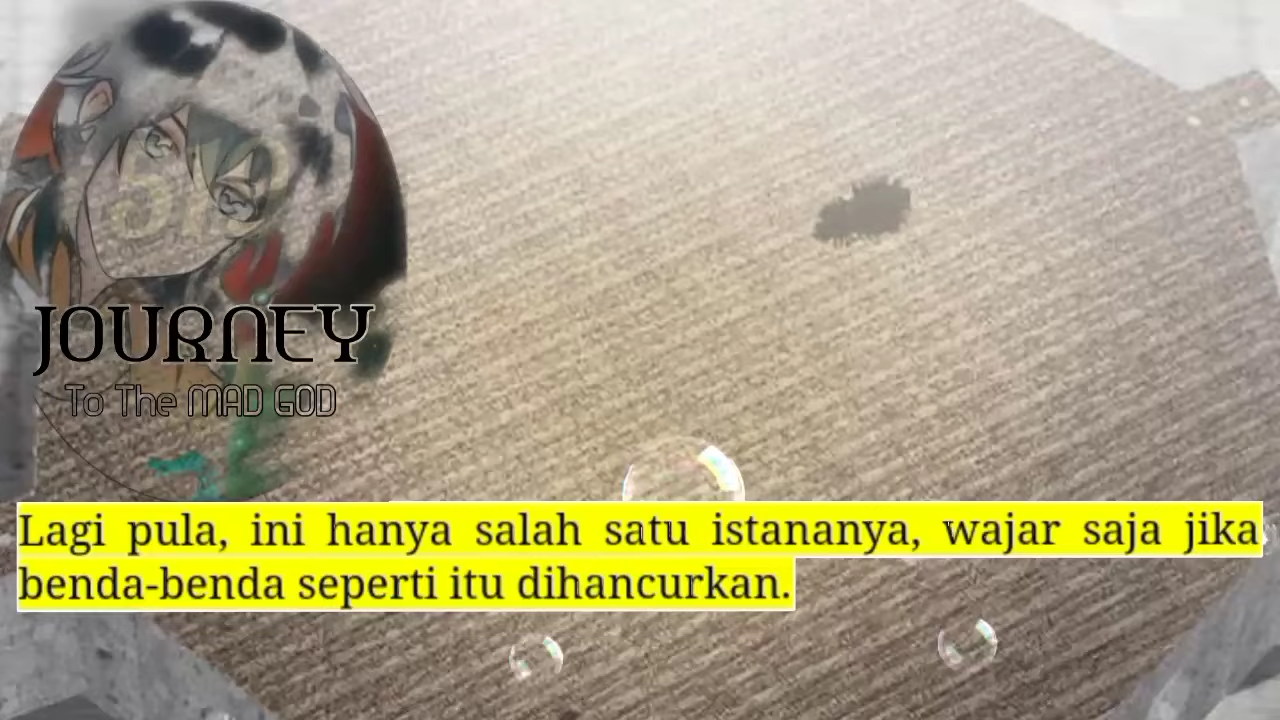 JOURNEY
To The MAD GOD
Lagi pula, ini hanya salah satu istananya, wajar saja jika
benda-benda seperti itu dihancurkan.